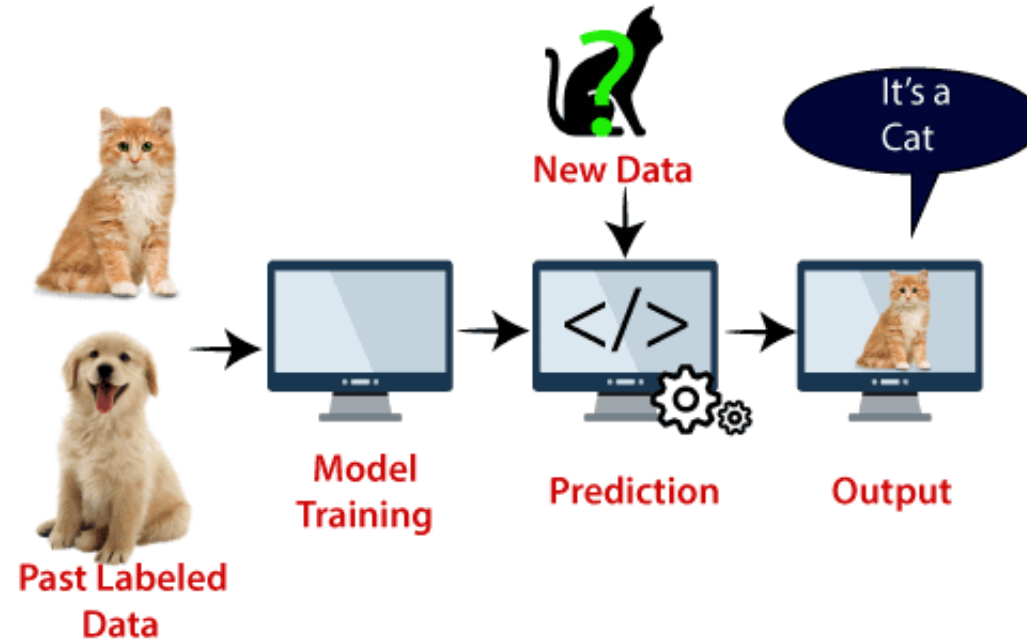 ?
New Data
It's a
Cat
</>
Model
Training
Prediction
Output
Past Labeled
Data